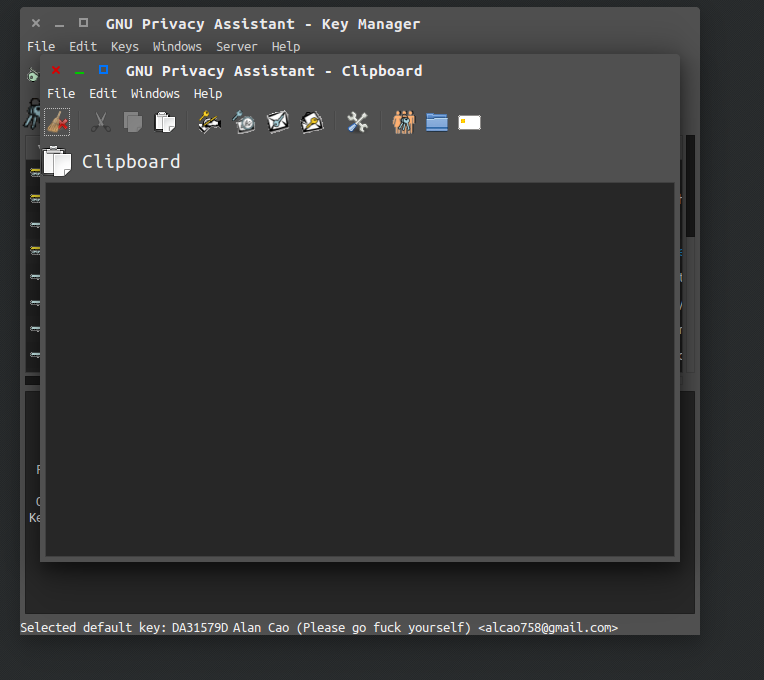 GNU Privacy Assistant - Key Manager
File Edit Keys Windows Server Help
GNU Privacy Assistant - Clipboard
File Edit Windows Help
Clipboard
Selected default key: DA31579D Alan Cao (Please go fuck yourself) <alcao758@gmail.com>